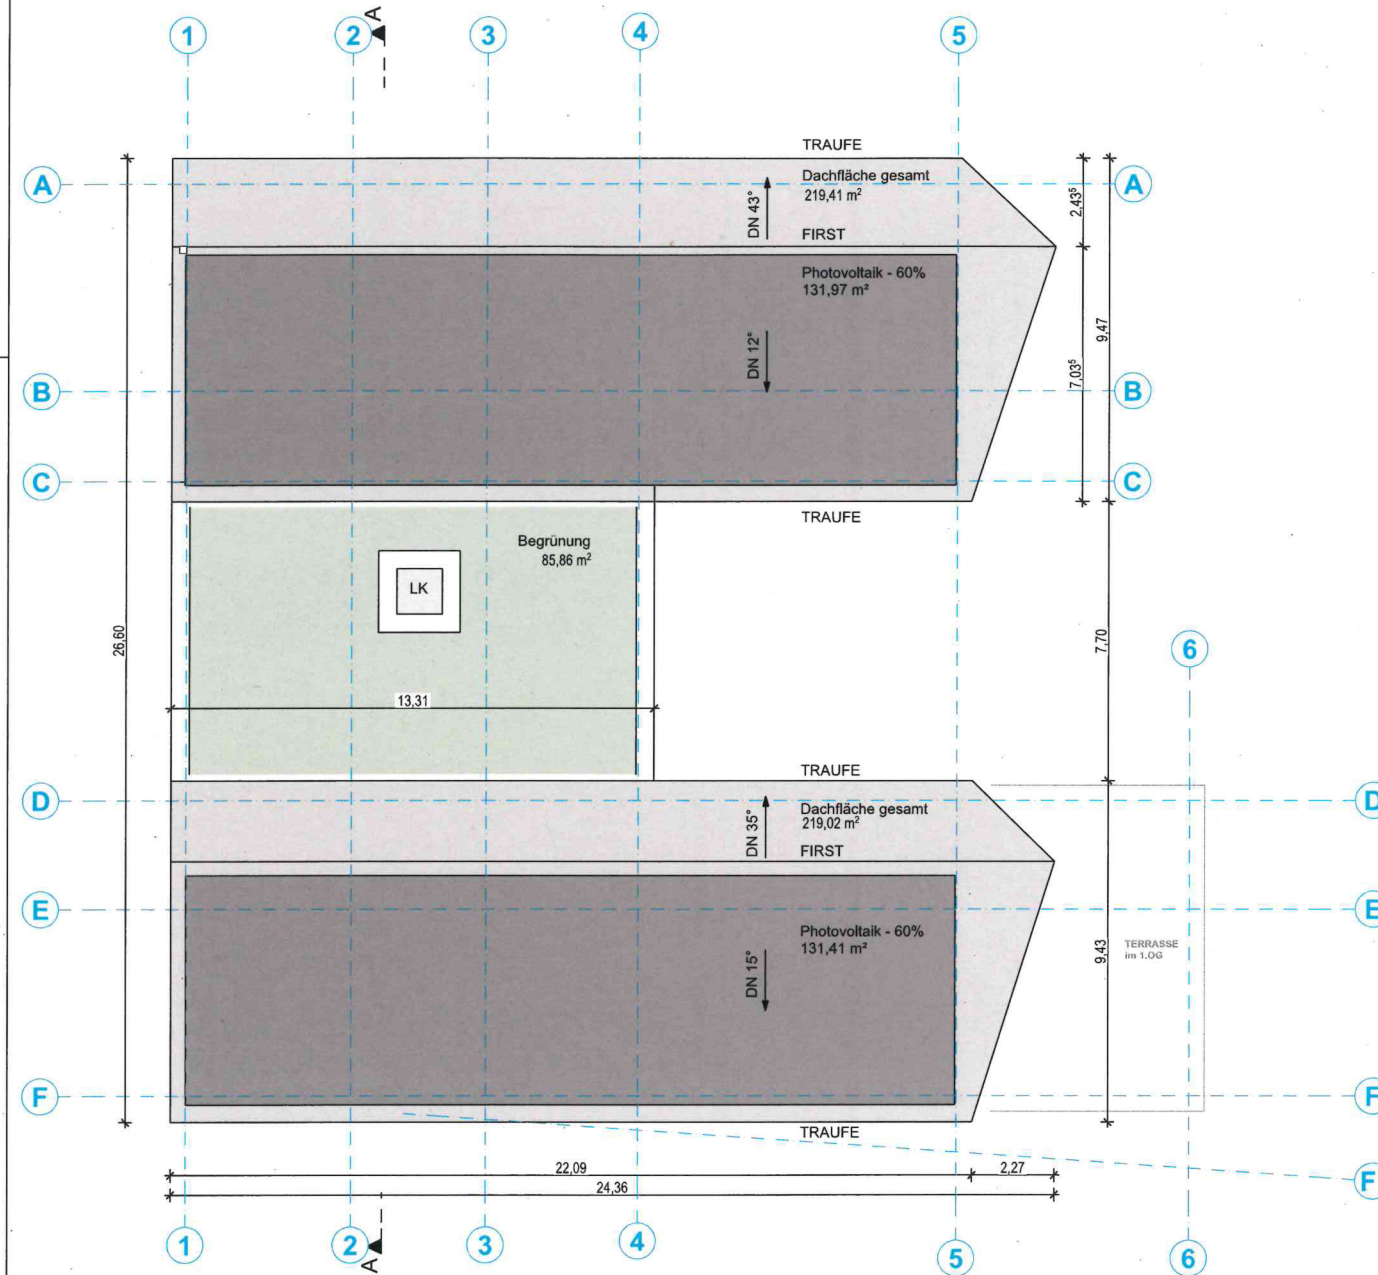 A
1
2
3
4
5
TRAUFE
A
Dachfläche gesamt
219,41 m²
A
DN 43°
2,43⁵
FIRST
Photovoltaik - 60%
131,97 m²
DN 12°
9,47
7,03⁵
B
B
C
C
TRAUFE
Begrünung
85,86 m²
LK
26,60
7,70
6
13,31
TRAUFE
D
D
Dachfläche gesamt
219,02 m²
DN 35°
FIRST
E
E
Photovoltaik - 60%
131,41 m²
DN 15°
9,43
TERRASSE
im 1.OG
F
F
TRAUFE
22,09
2,27
F
24,36
1
2
A
3
4
5
6